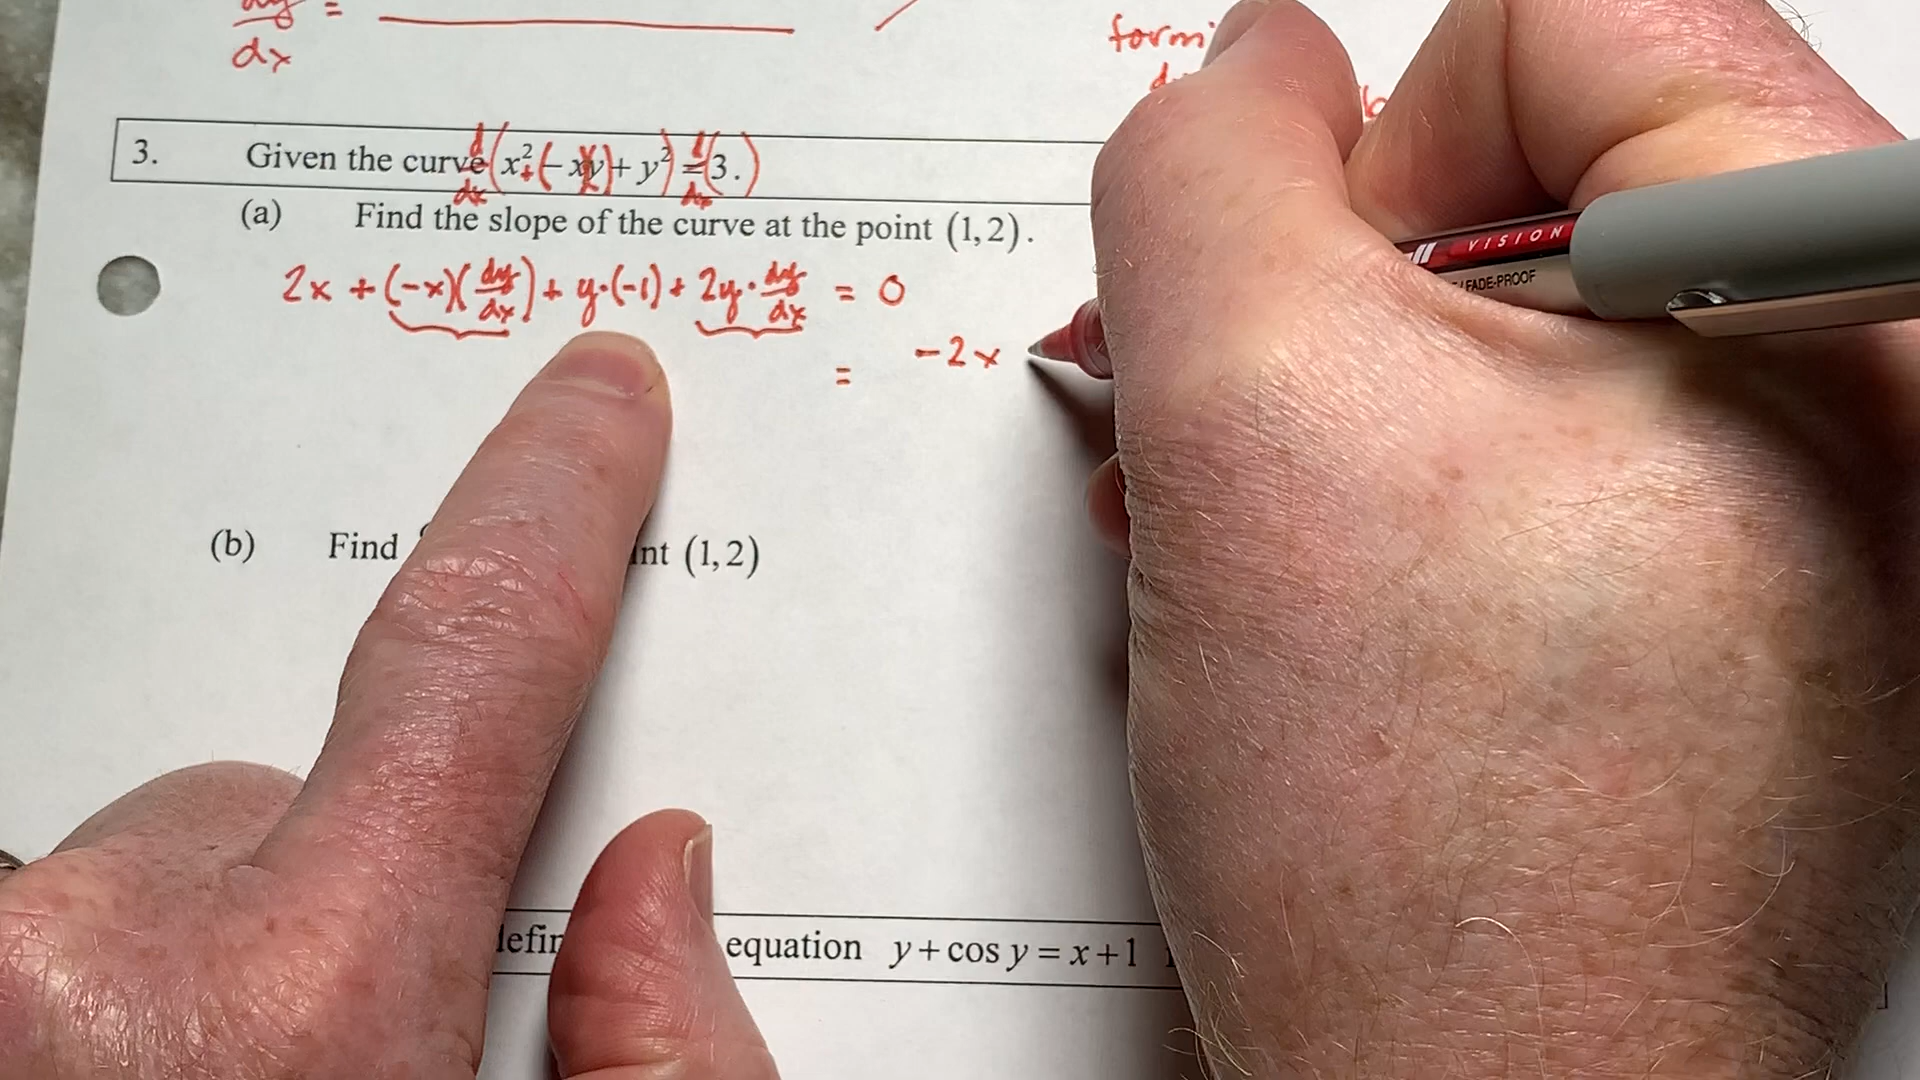 dy/dx =
form
3. Given the curve d/dx (x² + (-xy) + y²) = d/dx (3.)
(a) Find the slope of the curve at the point (1,2).
VISION
FADE-PROOF
2x + (-x)(dy/dx) + y·(-1) + 2y·dy/dx = 0
= -2x
(b) Find nt (1,2)
equation y + cos y = x + 1